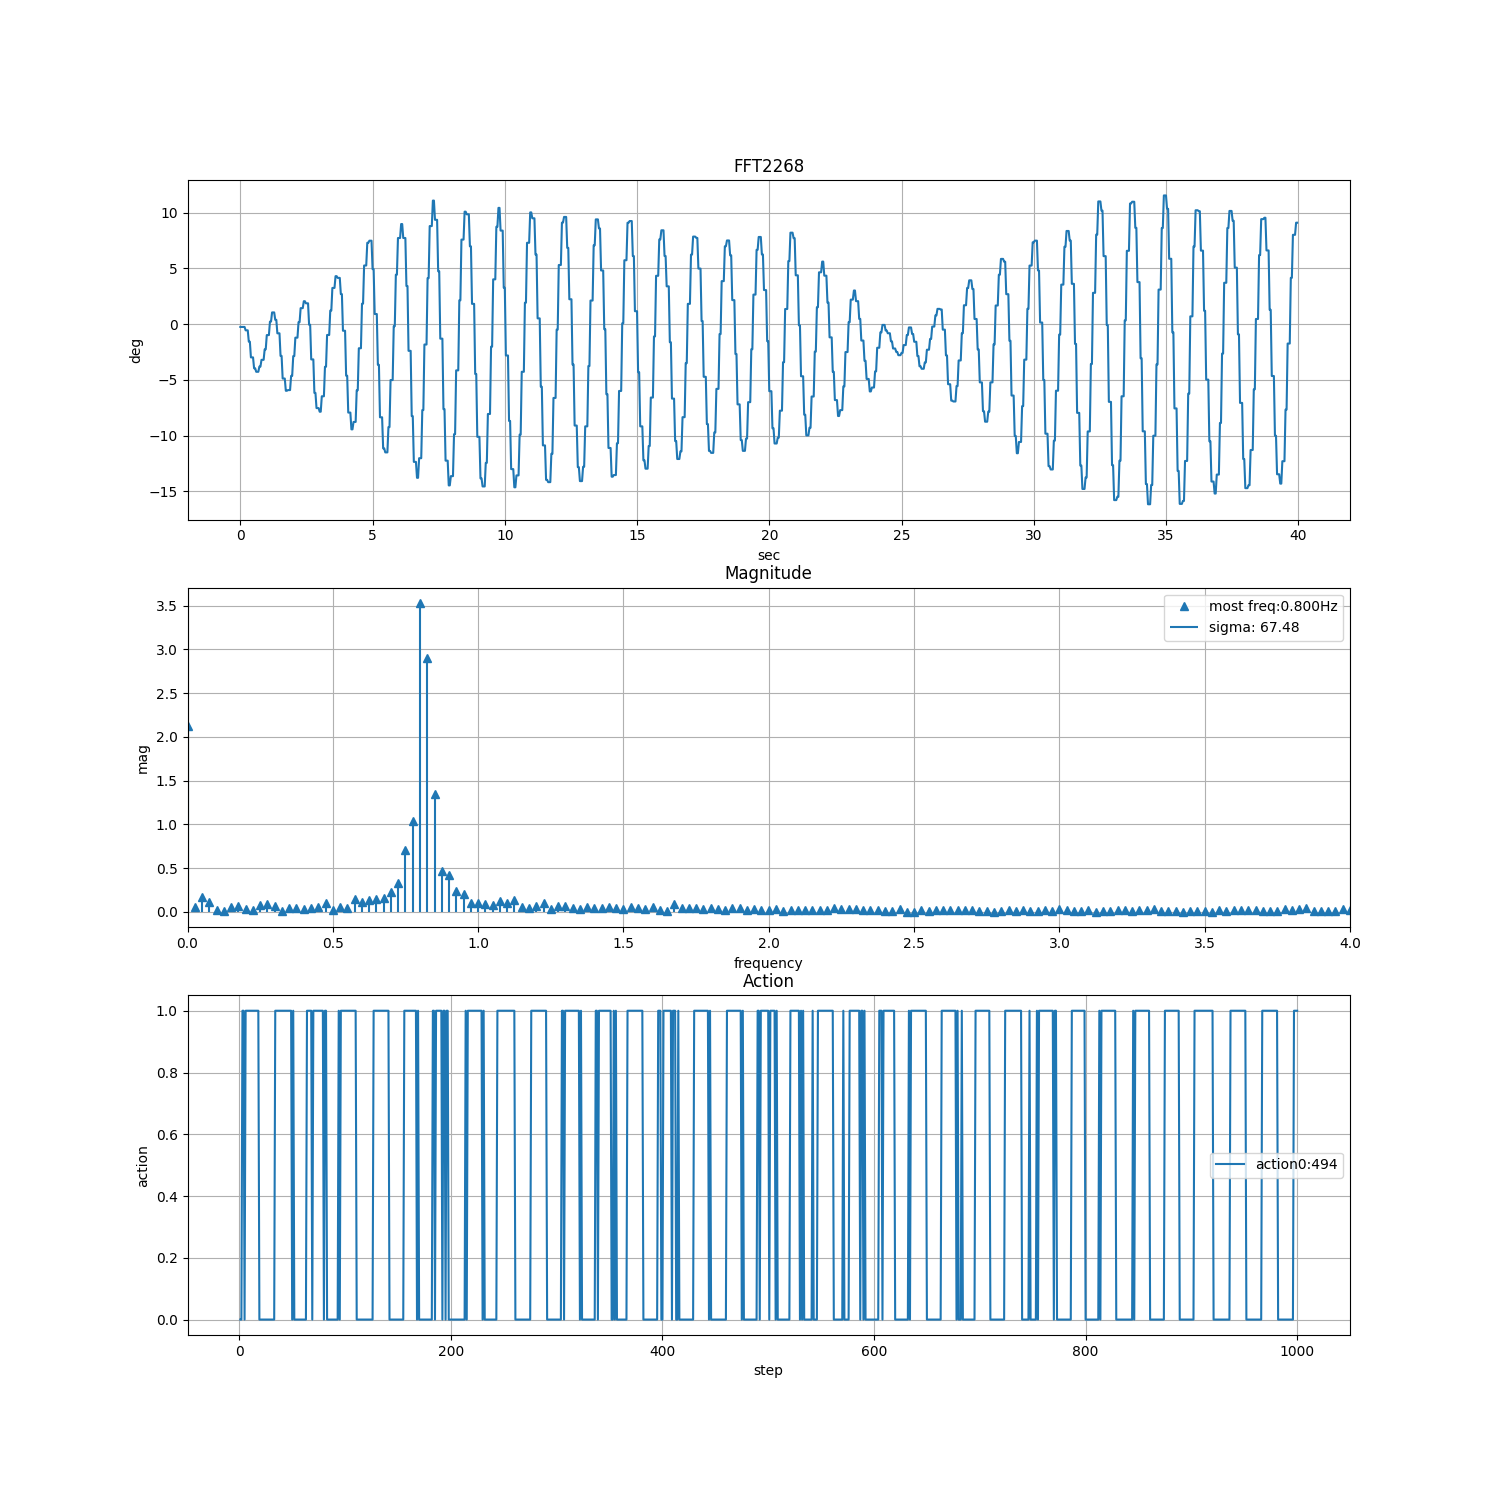 FFT2268
10
5
0
−5
−10
−15
deg
0 5 10 15 20 25 30 35 40
sec
Magnitude
most freq:0.800Hz
sigma: 67.48
3.5
3.0
2.5
2.0
1.5
1.0
0.5
0.0
mag
0.0 0.5 1.0 1.5 2.0 2.5 3.0 3.5 4.0
frequency
Action
1.0
0.8
0.6
0.4
0.2
0.0
action
action0:494
0 200 400 600 800 1000
step